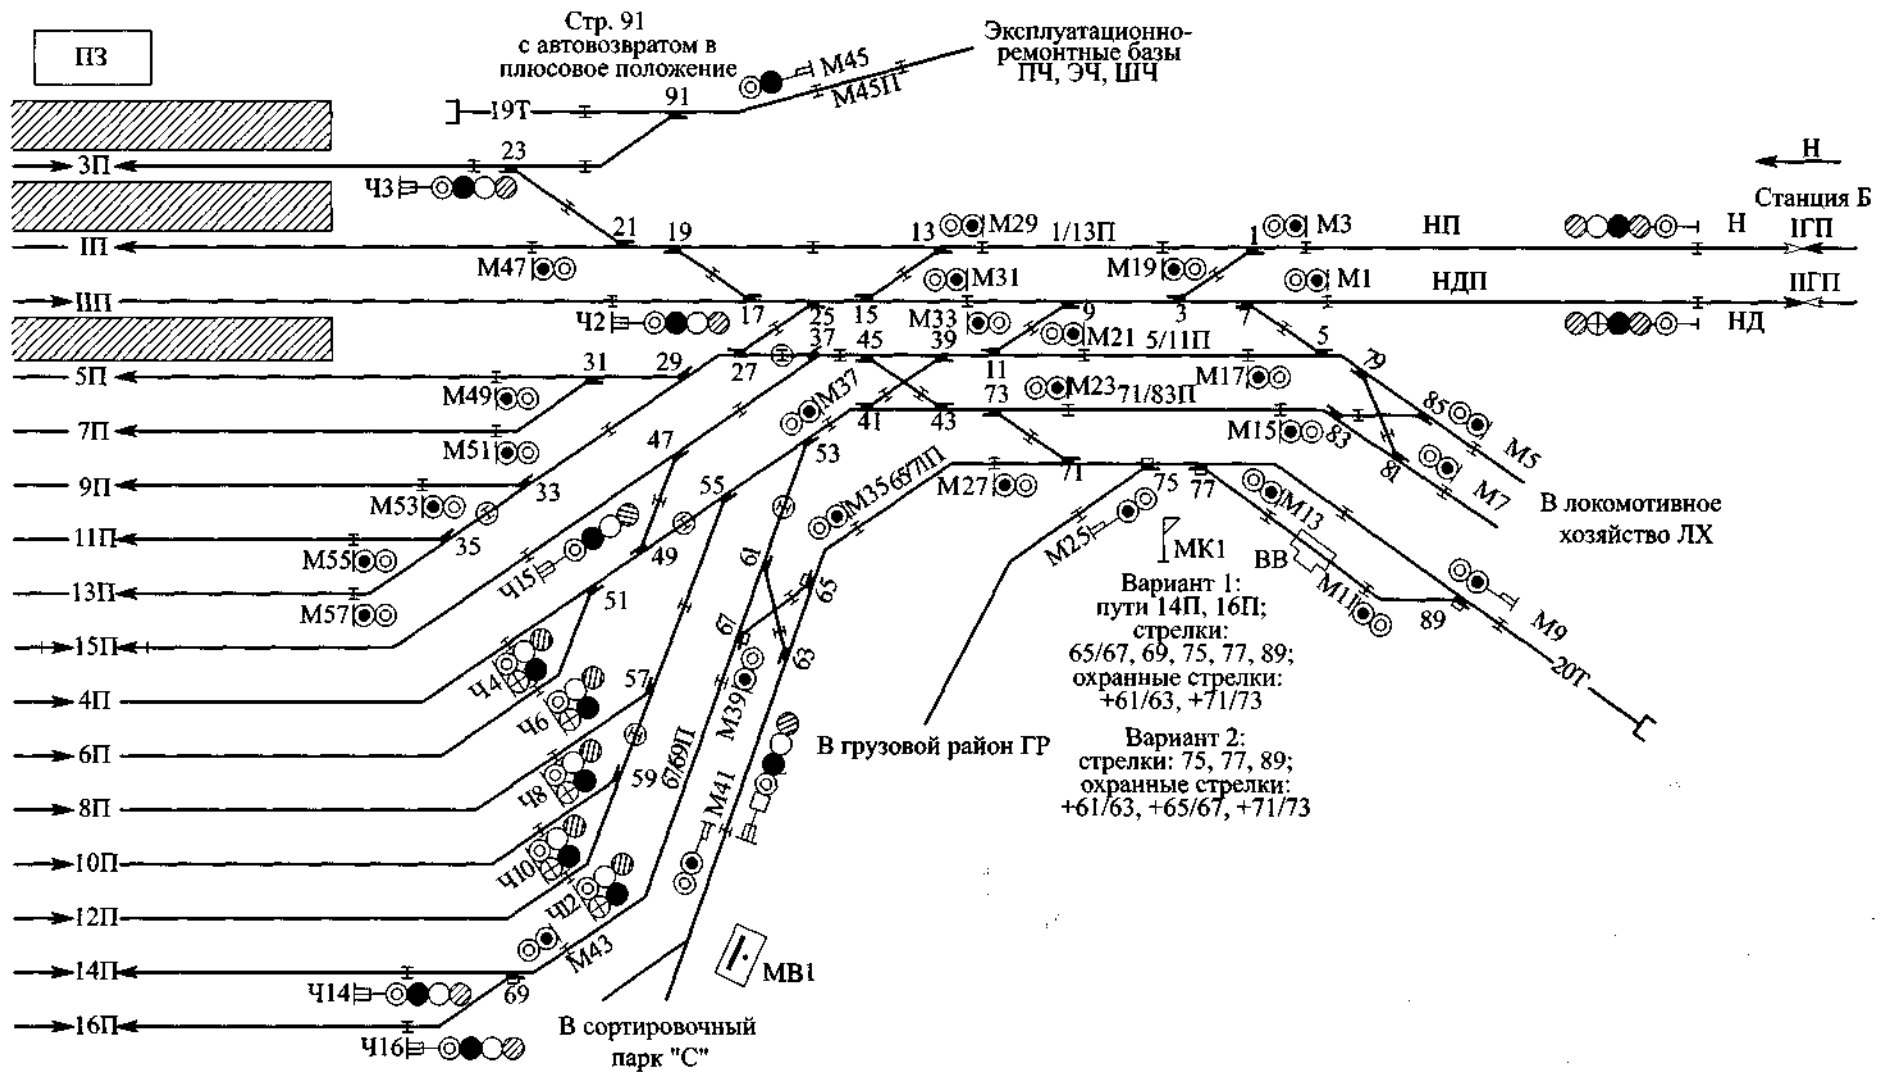 Стр. 91
с автовозвратом в
плюсовое положение
Эксплуатационно-
ремонтные базы
ПЧ, ЭЧ, ШЧ
ПЗ
М45
М45П
91
19Т
23
3П
Ч3
Н
Станция Б
21
19
13
М29
1/13П
1
М3
НП
Н
IГП
IП
М47
М31
М19
М1
НДП
IIГП
IIП
Ч2
17
25
15
М33
9
3
7
НД
37
45
39
М21
5/11П
5
79
31
29
27
11
5П
М49
М37
73
М23
71/83П
М17
85
7П
М51
47
41
43
М15
83
М5
53
81
М7
9П
М53
33
55
М35
65/71П
М27
71
75
77
М13
В локомотивное
хозяйство ЛХ
11П
М55
35
Ч15
49
61
М25
МК1
ВВ
13П
М57
51
65
М11
89
М9
Вариант 1:
пути 14П, 16П;
стрелки:
65/67, 69, 75, 77, 89;
охранные стрелки:
+61/63, +71/73
15П
67
63
20Т
4П
Ч4
57
М39
6П
Ч6
В грузовой район ГР
Вариант 2:
стрелки: 75, 77, 89;
охранные стрелки:
+61/63, +65/67, +71/73
8П
Ч8
59
67/69П
М41
10П
Ч10
12П
Ч12
М43
14П
Ч14
69
МВ1
16П
Ч16
В сортировочный
парк "С"